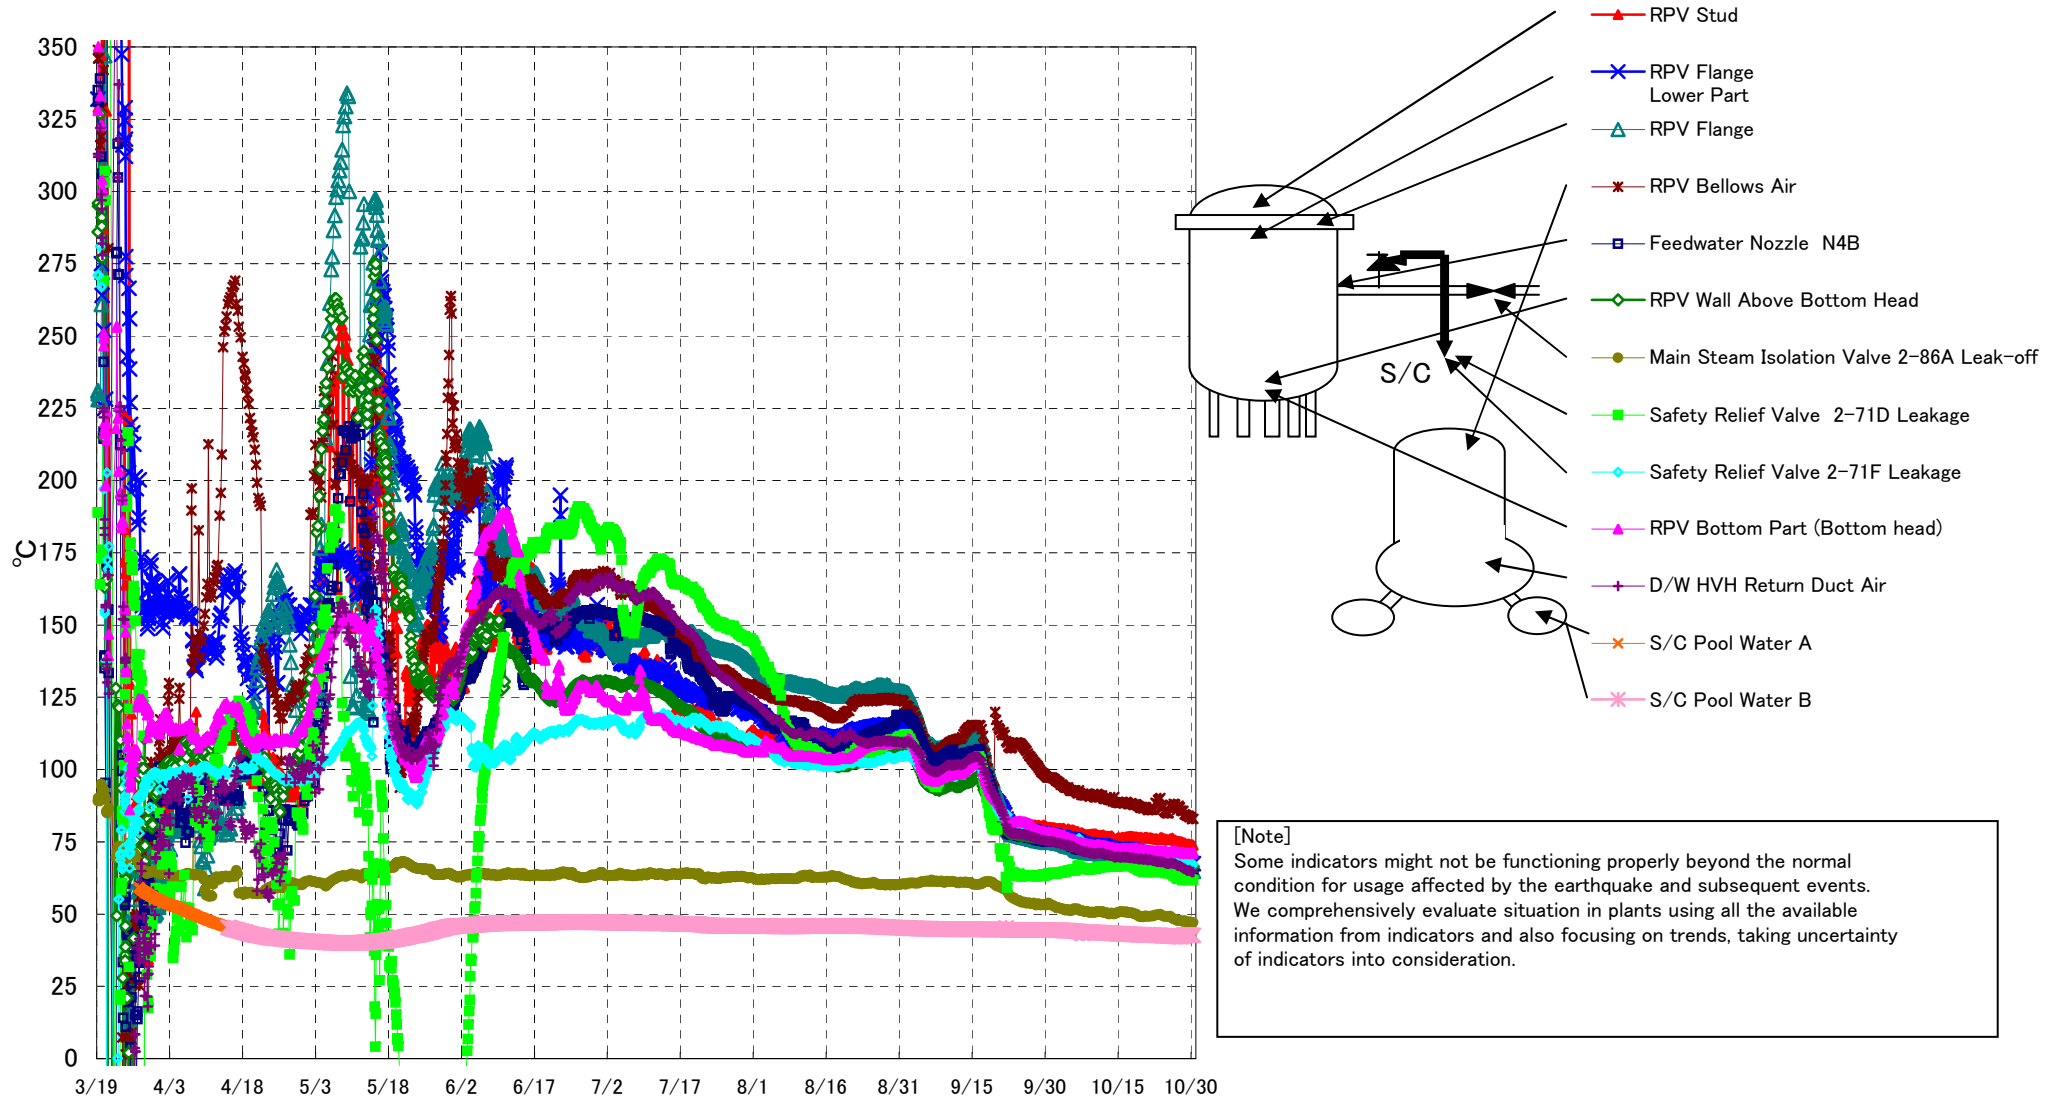 350
325
300
275
250
225
200
175
150
125
100
75
50
25
0
℃
3/19
4/3
4/18
5/3
5/18
6/2
6/17
7/2
7/17
8/1
8/16
8/31
9/15
9/30
10/15
10/30
RPV Stud
RPV Flange
Lower Part
RPV Flange
RPV Bellows Air
Feedwater Nozzle N4B
RPV Wall Above Bottom Head
Main Steam Isolation Valve 2-86A Leak-off
Safety Relief Valve 2-71D Leakage
Safety Relief Valve 2-71F Leakage
RPV Bottom Part (Bottom head)
D/W HVH Return Duct Air
S/C Pool Water A
S/C Pool Water B
S/C
[Note]
Some indicators might not be functioning properly beyond the normal
condition for usage affected by the earthquake and subsequent events.
We comprehensively evaluate situation in plants using all the available
information from indicators and also focusing on trends, taking uncertainty
of indicators into consideration.